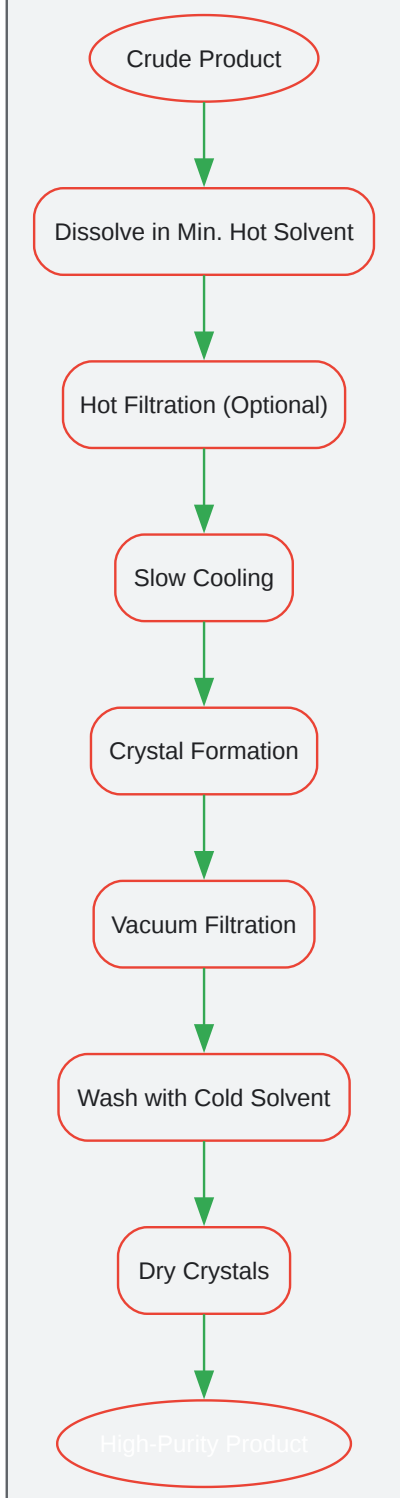 Crude Product
Dissolve in Min. Hot Solvent
Hot Filtration (Optional)
Slow Cooling
Crystal Formation
Vacuum Filtration
Wash with Cold Solvent
Dry Crystals
High-Purity Product